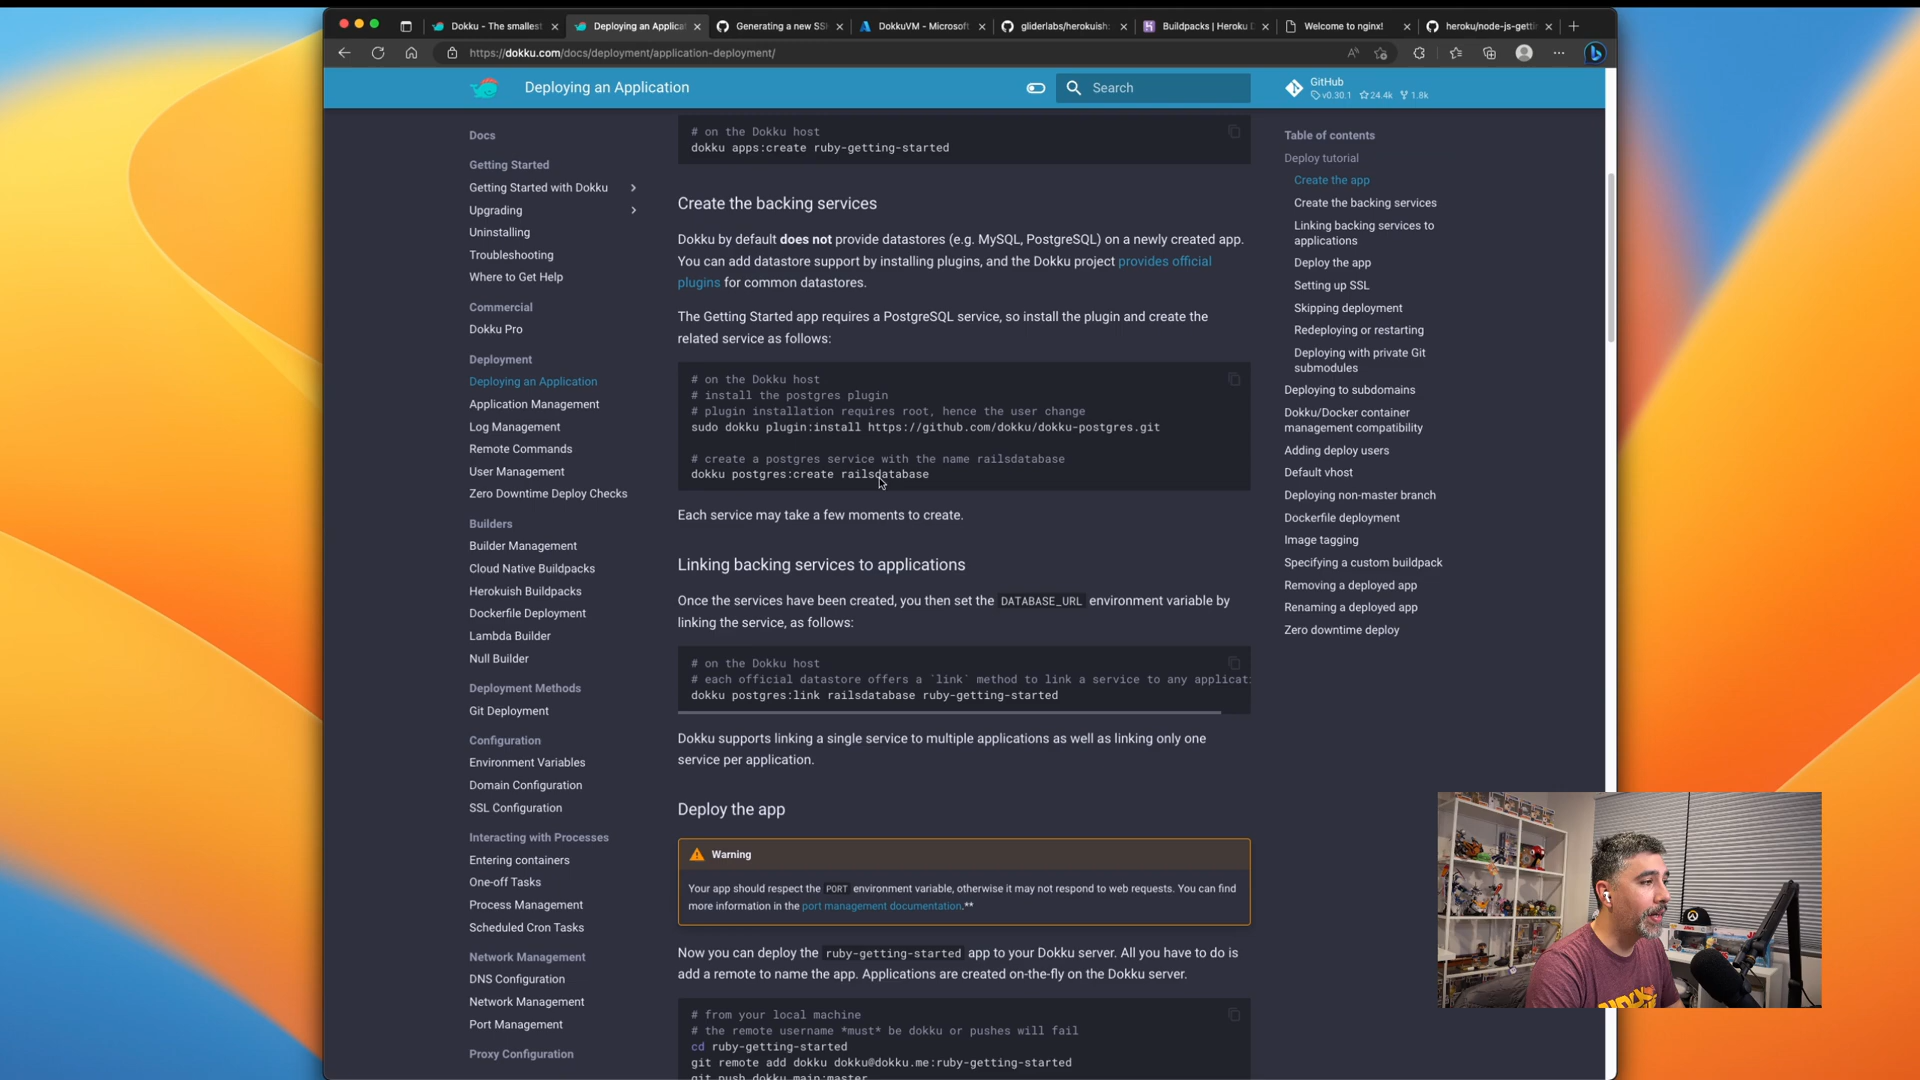 Dokku - The smallest
Deploying an Applica
Generating a new SS
DokkuVM - Microsoft
gliderlabs/herokuish:
Buildpacks | Heroku D
Welcome to nginx!
heroku/node-js-getti
https://dokku.com/docs/deployment/application-deployment/
Deploying an Application
Search
GitHub
v0.30.1 24.4k 1.8k
Docs
Getting Started
Getting Started with Dokku
Upgrading
Uninstalling
Troubleshooting
Where to Get Help
Commercial
Dokku Pro
Deployment
Deploying an Application
Application Management
Log Management
Remote Commands
User Management
Zero Downtime Deploy Checks
Builders
Builder Management
Cloud Native Buildpacks
Herokuish Buildpacks
Dockerfile Deployment
Lambda Builder
Null Builder
Deployment Methods
Git Deployment
Configuration
Environment Variables
Domain Configuration
SSL Configuration
Interacting with Processes
Entering containers
One-off Tasks
Process Management
Scheduled Cron Tasks
Network Management
DNS Configuration
Network Management
Port Management
Proxy Configuration
# on the Dokku host
dokku apps:create ruby-getting-started
Create the backing services
Dokku by default does not provide datastores (e.g. MySQL, PostgreSQL) on a newly created app.
You can add datastore support by installing plugins, and the Dokku project provides official
plugins for common datastores.
The Getting Started app requires a PostgreSQL service, so install the plugin and create the
related service as follows:
# on the Dokku host
# install the postgres plugin
# plugin installation requires root, hence the user change
sudo dokku plugin:install https://github.com/dokku/dokku-postgres.git
# create a postgres service with the name railsdatabase
dokku postgres:create railsdatabase
Each service may take a few moments to create.
Linking backing services to applications
Once the services have been created, you then set the DATABASE_URL environment variable by
linking the service, as follows:
# on the Dokku host
# each official datastore offers a `link` method to link a service to any applicati
dokku postgres:link railsdatabase ruby-getting-started
Dokku supports linking a single service to multiple applications as well as linking only one
service per application.
Deploy the app
Warning
Your app should respect the PORT environment variable, otherwise it may not respond to web requests. You can find
more information in the port management documentation.**
Now you can deploy the ruby-getting-started app to your Dokku server. All you have to do is
add a remote to name the app. Applications are created on-the-fly on the Dokku server.
# from your local machine
# the remote username *must* be dokku or pushes will fail
cd ruby-getting-started
git remote add dokku dokku@dokku.me:ruby-getting-started
git push dokku main:master
Table of contents
Deploy tutorial
Create the app
Create the backing services
Linking backing services to
applications
Deploy the app
Setting up SSL
Skipping deployment
Redeploying or restarting
Deploying with private Git
submodules
Deploying to subdomains
Dokku/Docker container
management compatibility
Adding deploy users
Default vhost
Deploying non-master branch
Dockerfile deployment
Image tagging
Specifying a custom buildpack
Removing a deployed app
Renaming a deployed app
Zero downtime deploy